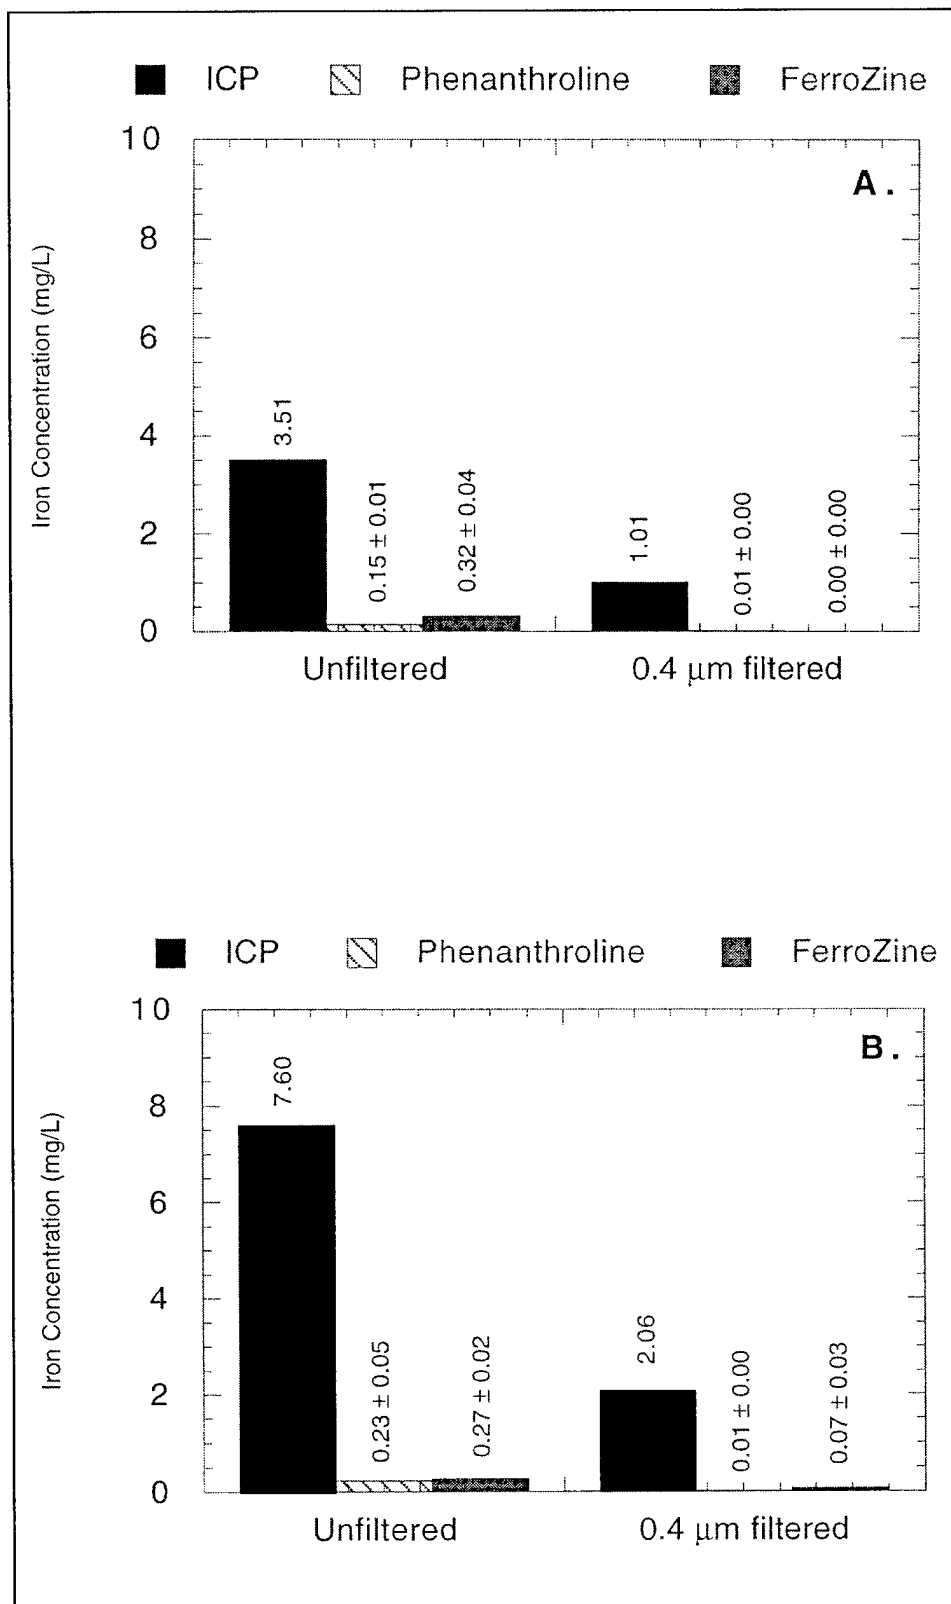 ICP Phenanthroline FerroZine
A.
Iron Concentration (mg/L)
10
8
6
4
2
0
3.51
0.15 ± 0.01
0.32 ± 0.04
1.01
0.01 ± 0.00
0.00 ± 0.00
Unfiltered 0.4 μm filtered
ICP Phenanthroline FerroZine
B.
Iron Concentration (mg/L)
10
8
6
4
2
0
7.60
0.23 ± 0.05
0.27 ± 0.02
2.06
0.01 ± 0.00
0.07 ± 0.03
Unfiltered 0.4 μm filtered